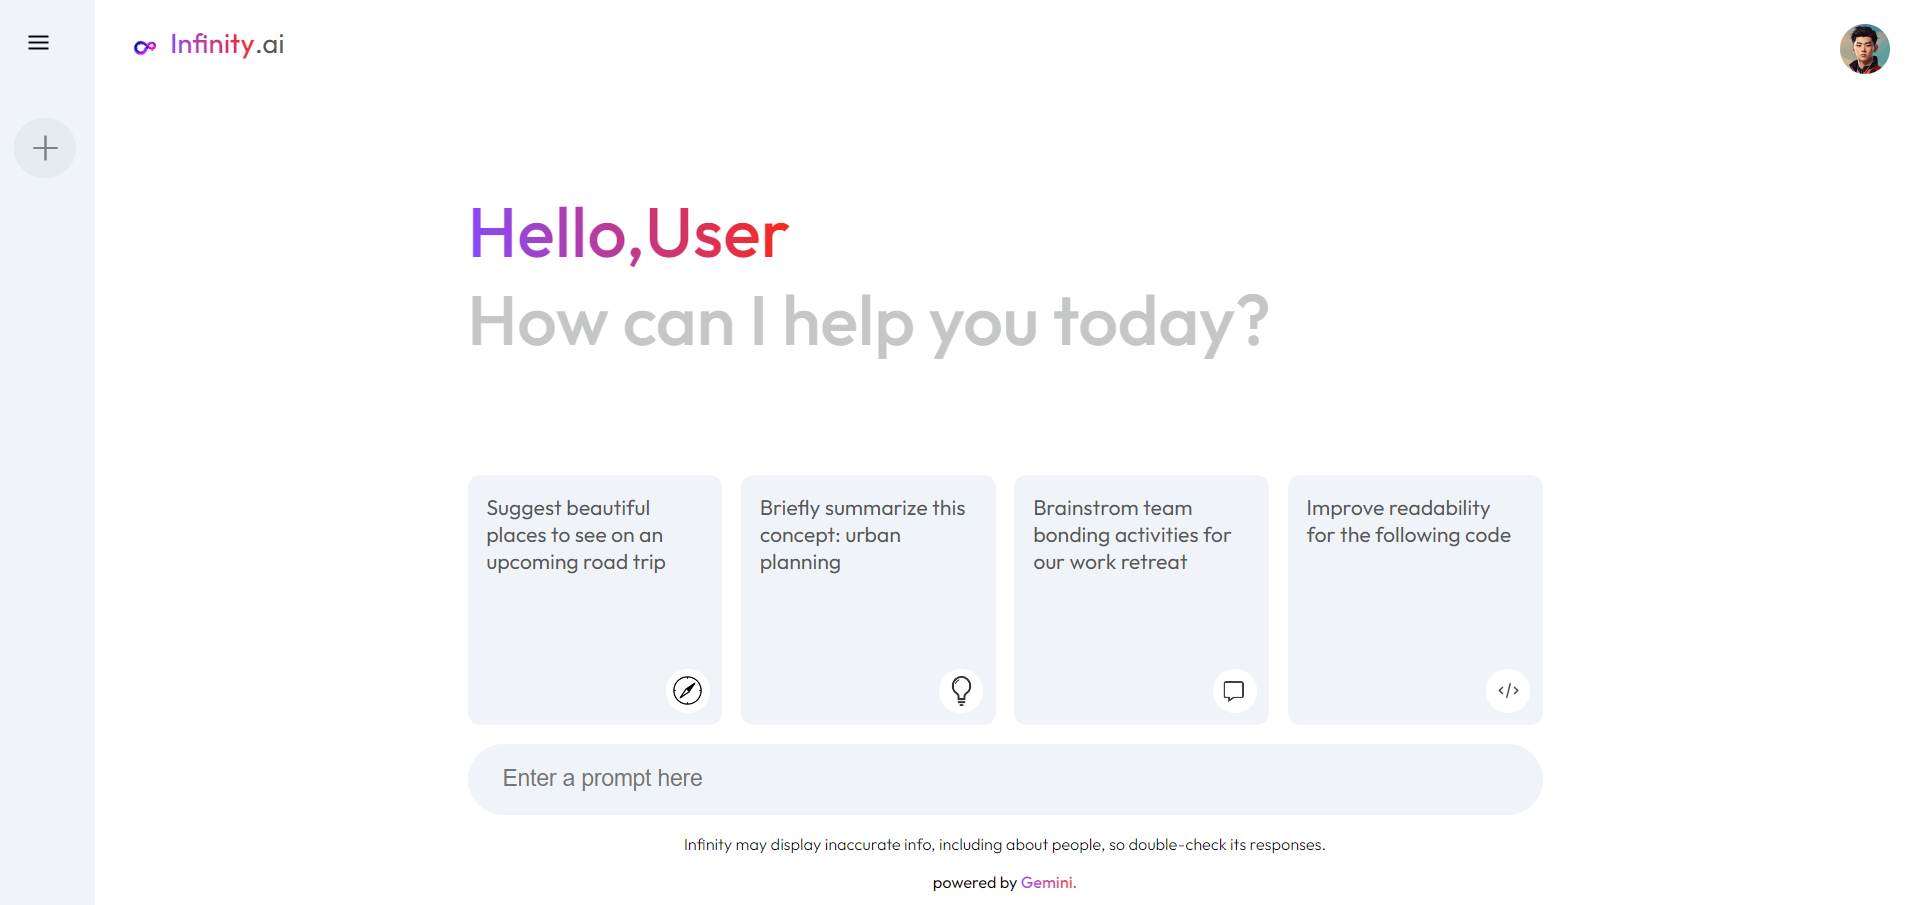 Infinity.ai
Hello,User
How can I help you today?
Suggest beautiful
places to see on an
upcoming road trip
Briefly summarize this
concept: urban
planning
Brainstrom team
bonding activities for
our work retreat
Improve readability
for the following code
Enter a prompt here
Infinity may display inaccurate info, including about people, so double-check its responses.
powered by Gemini.